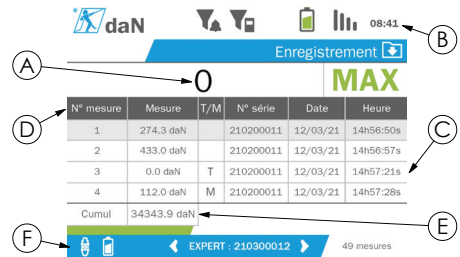 daN
08:41
B
Enregistrement
A
0
MAX
D
N° mesure Mesure T/M N° série Date Heure
1 274.3 daN 210200011 12/03/21 14h56:50s
2 433.0 daN 210200011 12/03/21 14h56:57s
C
3 0.0 daN T 210200011 12/03/21 14h57:21s
4 112.0 daN M 210200011 12/03/21 14h57:28s
Cumul 34343.9 daN
E
F
EXPERT : 210300012
49 mesures